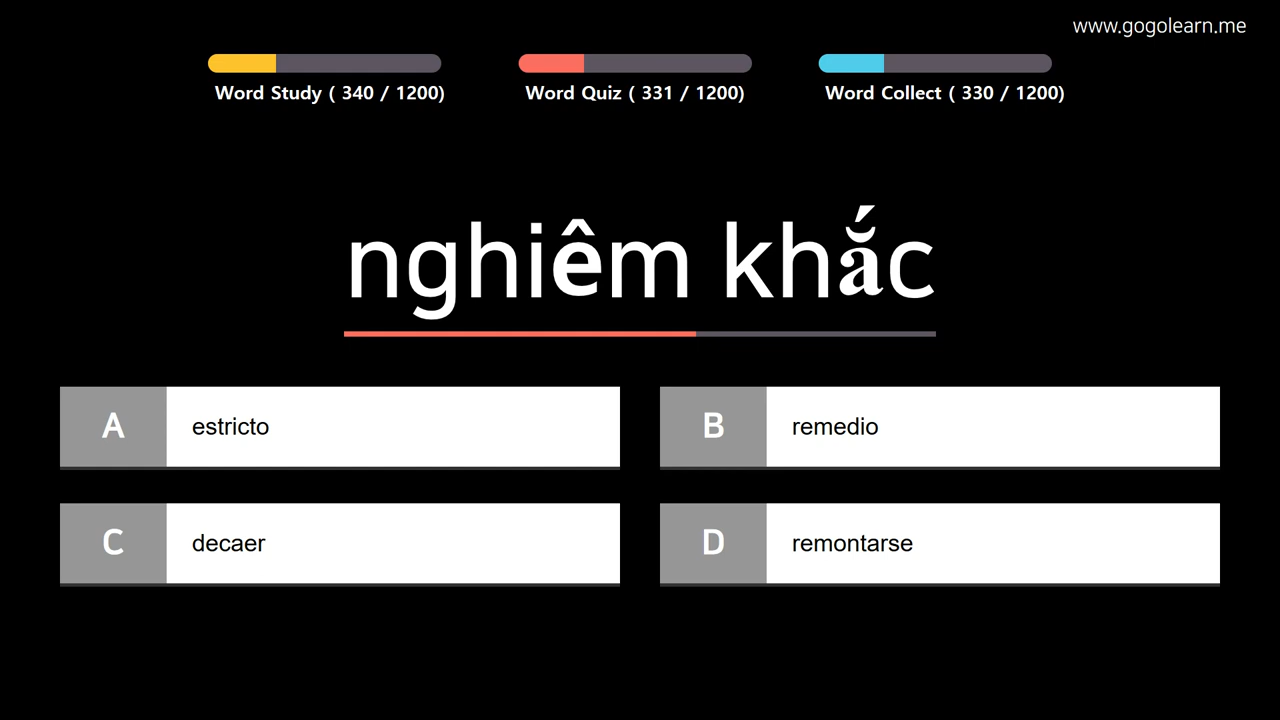 www.gogolearn.me
Word Study ( 340 / 1200)
Word Quiz ( 331 / 1200)
Word Collect ( 330 / 1200)
nghiêm khắc
A estricto
B remedio
C decaer
D remontarse